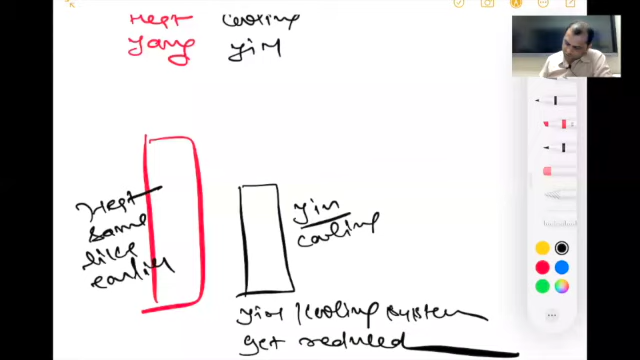 Heat cooling
Yang Yin
Heat
same
like
earlier
Yin
cooling
Yin / cooling system
get reduced